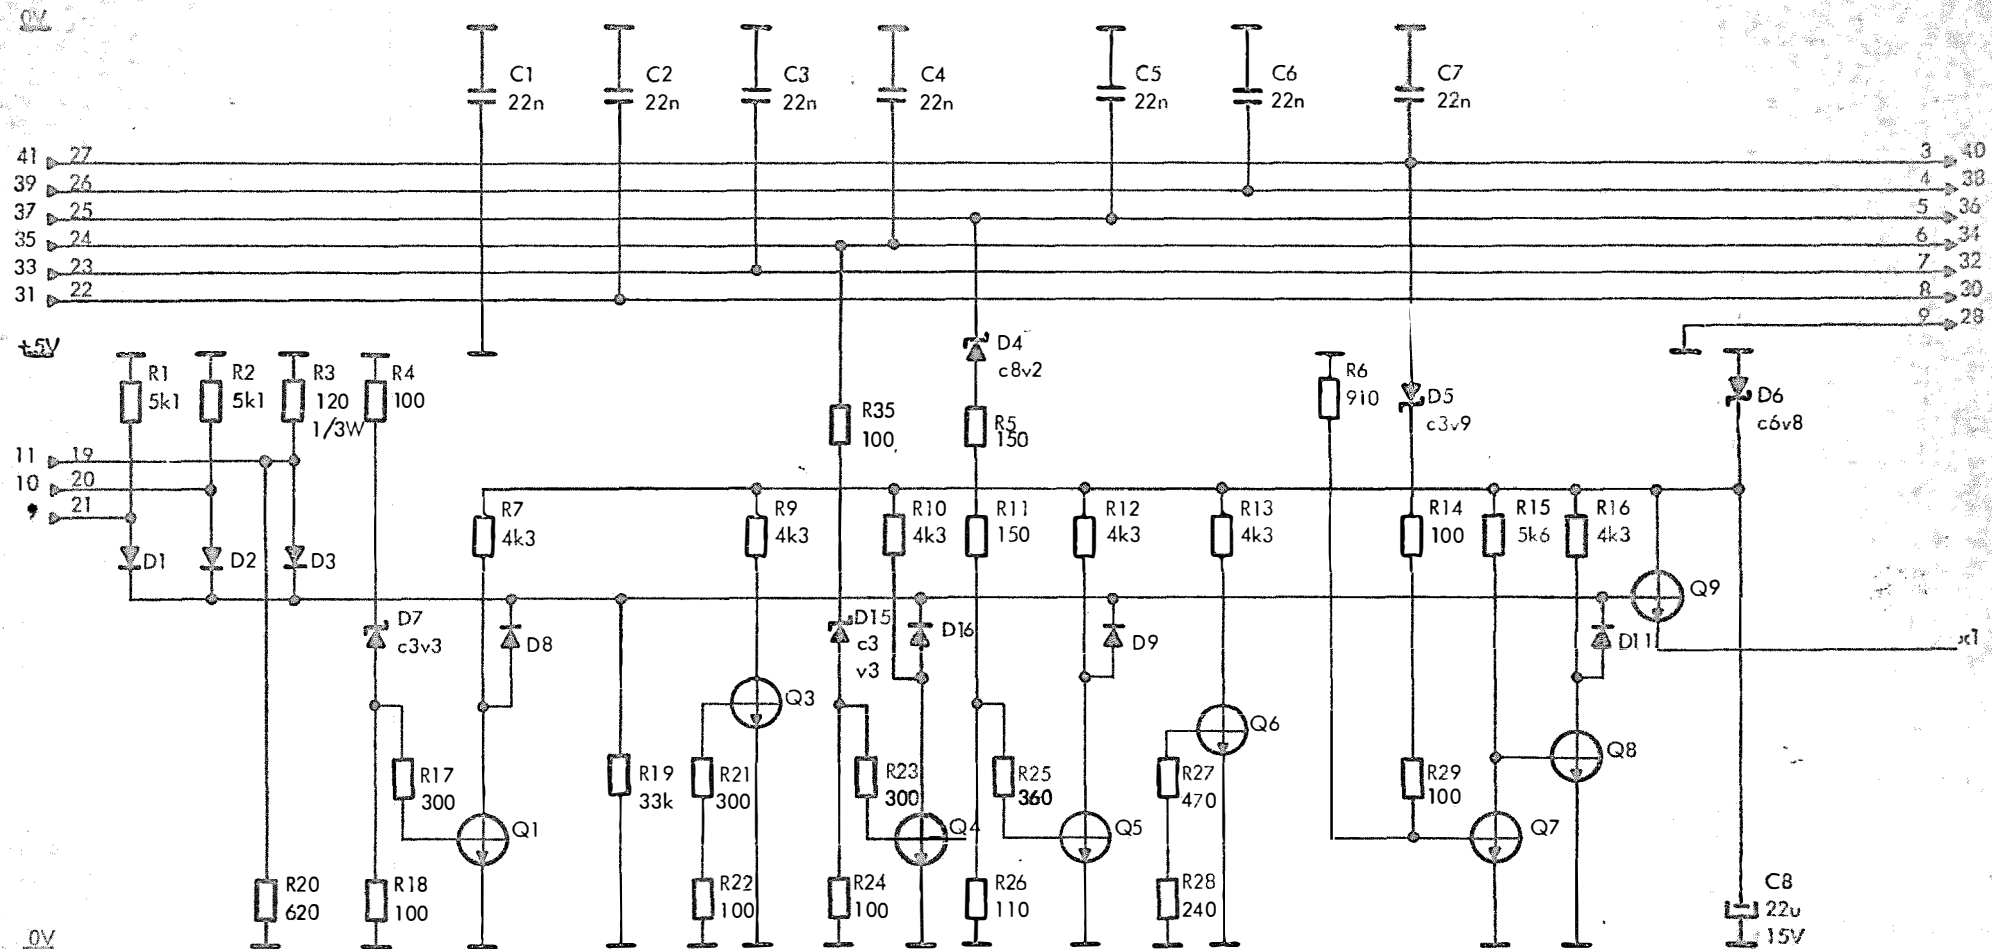 0V
C1
22n
C2
22n
C3
22n
C4
22n
C5
22n
C6
22n
C7
22n
41 27 3 40
39 26 4 38
37 25 5 36
35 24 6 34
33 23 7 32
31 22 8 30
9 28
+5V
R1
5k1
R2
5k1
R3
120
1/3W
R4
100
R35
100
D4
c8v2
R5
150
R6
910
D5
c3v9
D6
c6v8
11 19
10 20
9 21
D1
D2
D3
R7
4k3
R9
4k3
R10
4k3
R11
150
R12
4k3
R13
4k3
R14
100
R15
5k6
R16
4k3
Q9
D7
c3v3
D8
D15
c3
v3
D16
D9
D11
x1
Q3
Q6
Q8
R17
300
R19
33k
R21
300
R23
300
R25
360
R27
470
R29
100
Q1
Q4
Q5
Q7
R20
620
R18
100
R22
100
R24
100
R26
110
R28
240
C8
22u
15V
0V